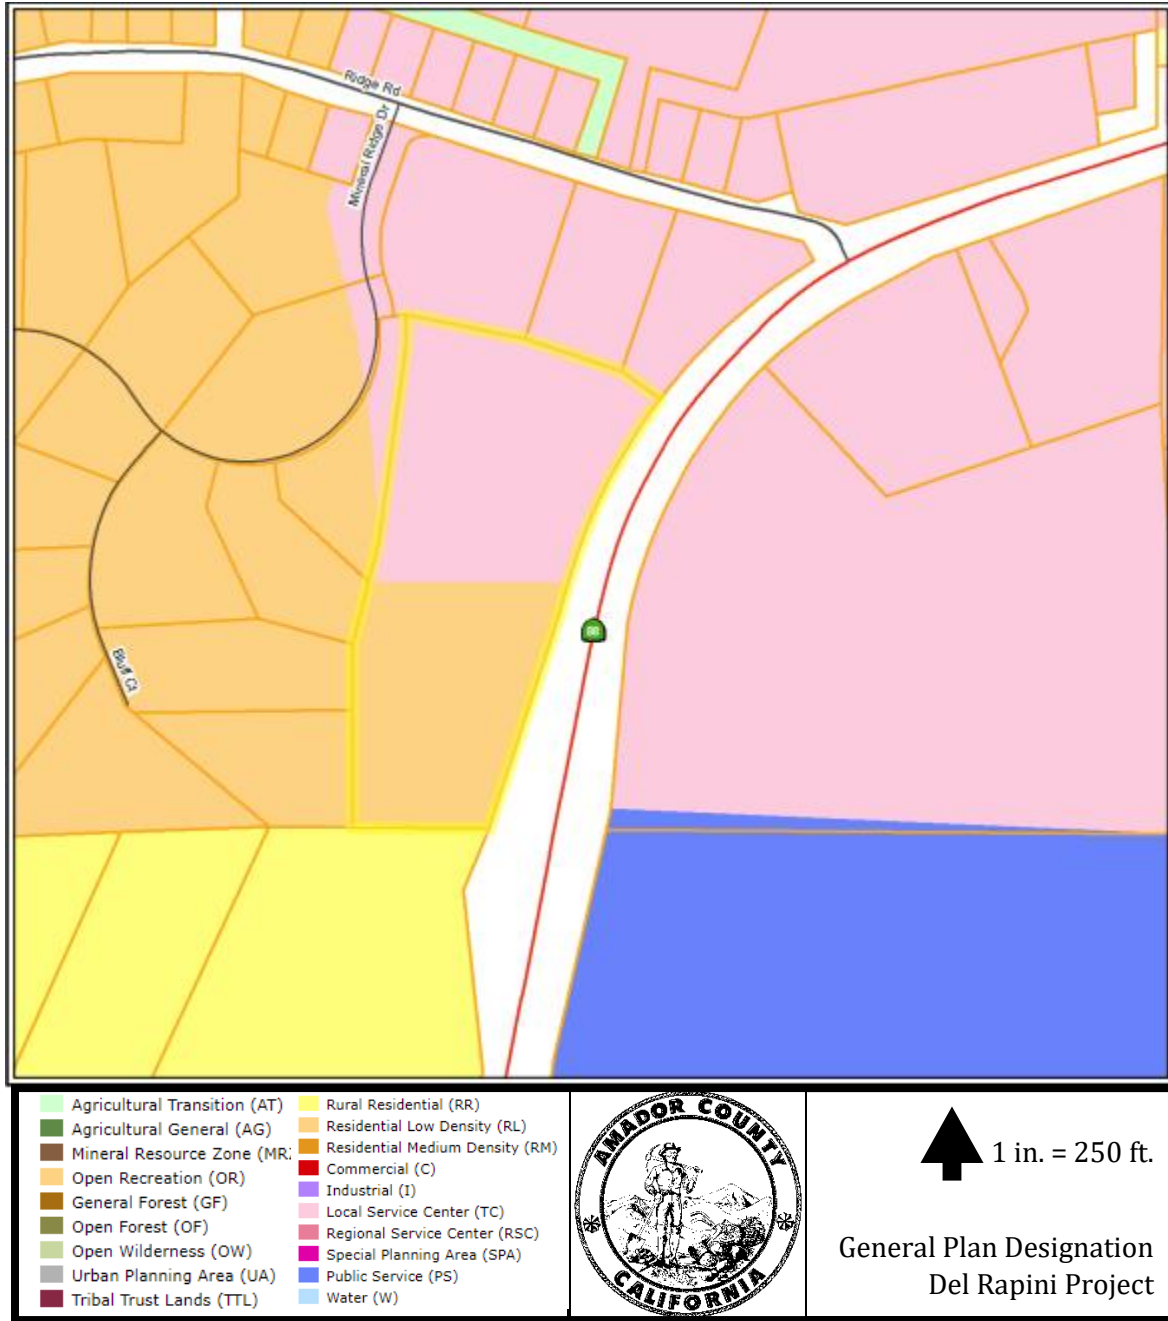 Ridge Rd
Mineral Ridge Dr
88
Bluff Ct
Agricultural Transition (AT)
Agricultural General (AG)
Mineral Resource Zone (MRZ
Open Recreation (OR)
General Forest (GF)
Open Forest (OF)
Open Wilderness (OW)
Urban Planning Area (UA)
Tribal Trust Lands (TTL)
Rural Residential (RR)
Residential Low Density (RL)
Residential Medium Density (RM)
Commercial (C)
Industrial (I)
Local Service Center (TC)
Regional Service Center (RSC)
Special Planning Area (SPA)
Public Service (PS)
Water (W)
AMADOR COUNTY
CALIFORNIA
1 in. = 250 ft.
General Plan Designation
Del Rapini Project